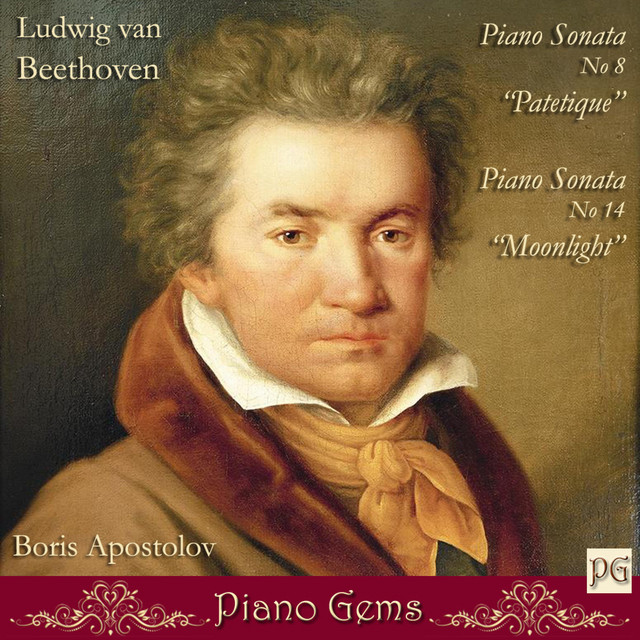 Ludwig van
Beethoven
Piano Sonata
No 8
“Patetique”
Piano Sonata
No 14
“Moonlight”
Boris Apostolov
PG
Piano Gems